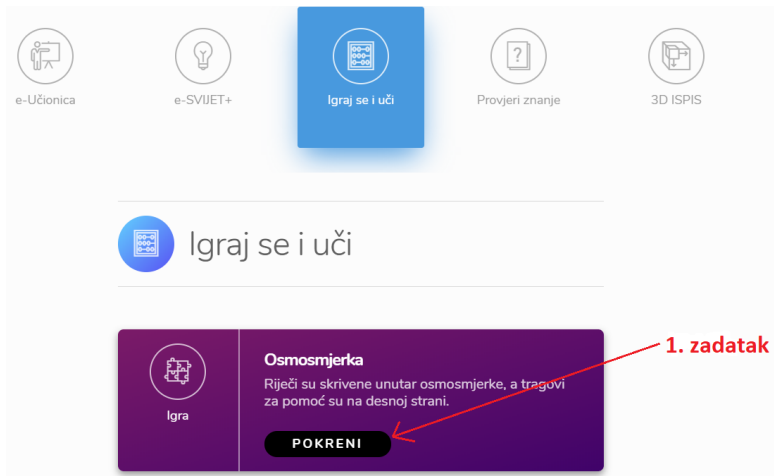 e-Učionica
e-SVIJET+
Igraj se i uči
Provjeri znanje
3D ISPIS
Igraj se i uči
Igra
Osmosmjerka
Riječi su skrivene unutar osmosmjerke, a tragovi
za pomoć su na desnoj strani.
POKRENI
1. zadatak